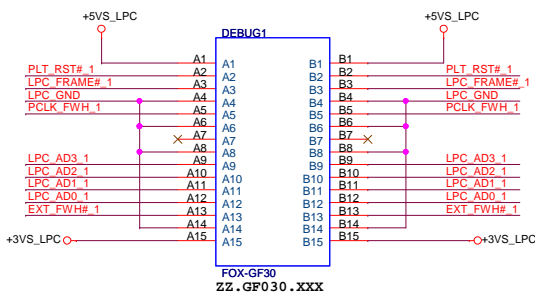 +5VS_LPC +5VS_LPC
DEBUG1
A1 A1 B1 B1
PLT_RST#_1 A2 A2 B2 B2 PLT_RST#_1
LPC_FRAME#_1 A3 A3 B3 B3 LPC_FRAME#_1
LPC_GND A4 A4 B4 B4 LPC_GND
PCLK_FWH_1 A5 A5 B5 B5 PCLK_FWH_1
A6 A6 B6 B6
A7 A7 B7 B7
A8 A8 B8 B8
LPC_AD3_1 A9 A9 B9 B9 LPC_AD3_1
LPC_AD2_1 A10 A10 B10 B10 LPC_AD2_1
LPC_AD1_1 A11 A11 B11 B11 LPC_AD1_1
LPC_AD0_1 A12 A12 B12 B12 LPC_AD0_1
EXT_FWH#_1 A13 A13 B13 B13 EXT_FWH#_1
A14 A14 B14 B14
+3VS_LPC A15 A15 B15 B15 +3VS_LPC
FOX-GF30
ZZ.GF030.XXX